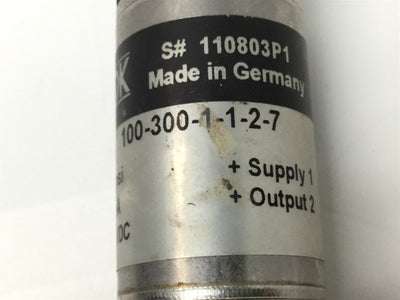 S# 110803P1
Made in Germany
100-300-1-1-2-7
+ Supply 1
+ Output 2